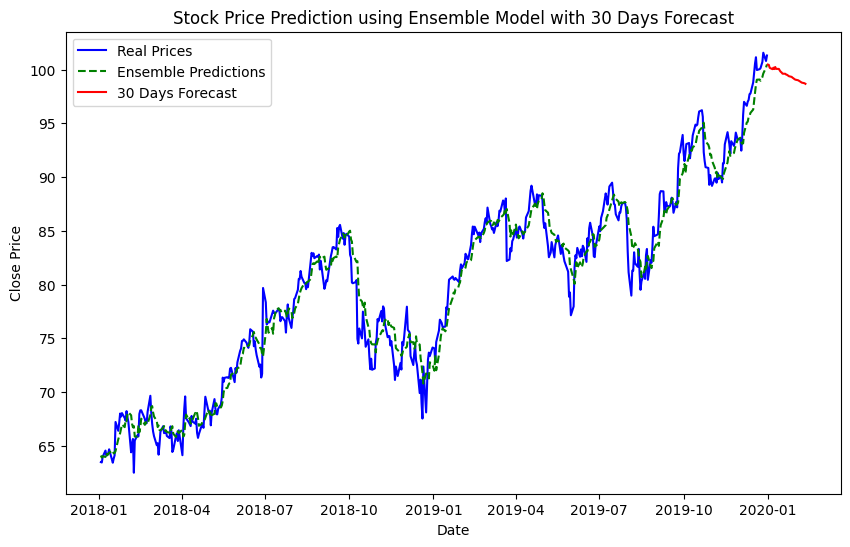 Stock Price Prediction using Ensemble Model with 30 Days Forecast
Real Prices
Ensemble Predictions
30 Days Forecast
Close Price
100
95
90
85
80
75
70
65
2018-01
2018-04
2018-07
2018-10
2019-01
2019-04
2019-07
2019-10
2020-01
Date